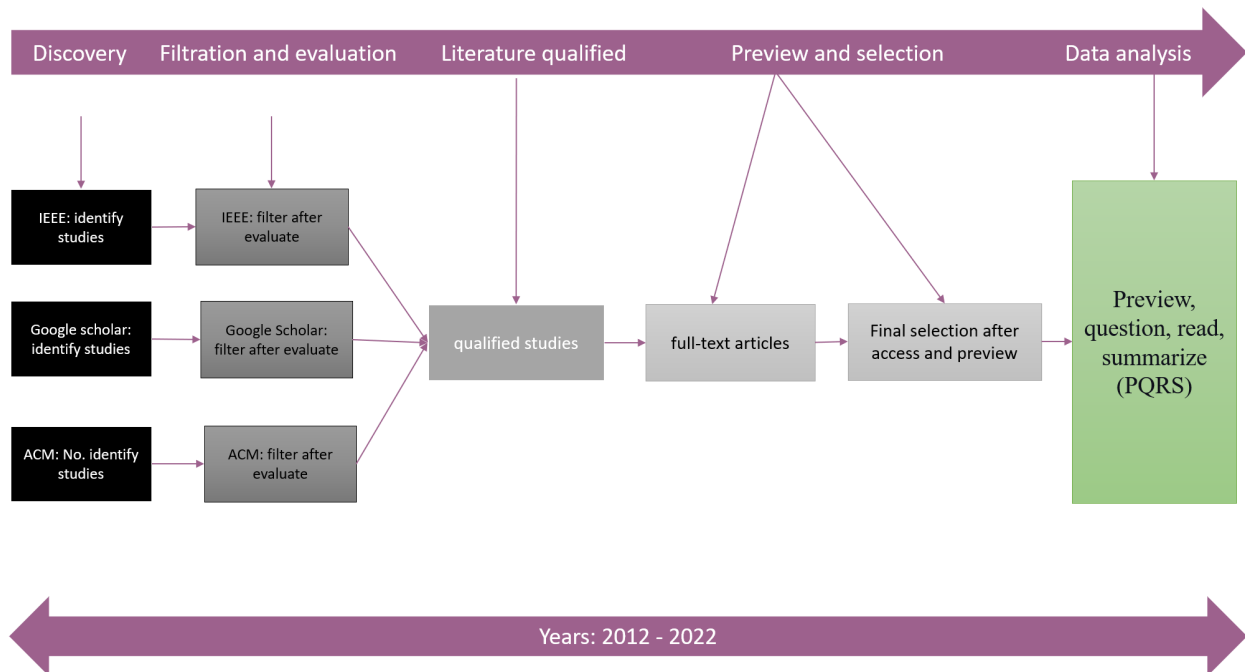 Discovery
Filtration and evaluation
Literature qualified
Preview and selection
Data analysis
IEEE: identify
studies
IEEE: filter after
evaluate
Google scholar:
identify studies
Google Scholar:
filter after evaluate
ACM: No. identify
studies
ACM: filter after
evaluate
qualified studies
full-text articles
Final selection after
access and preview
Preview,
question, read,
summarize
(PQRS)
Years: 2012 - 2022